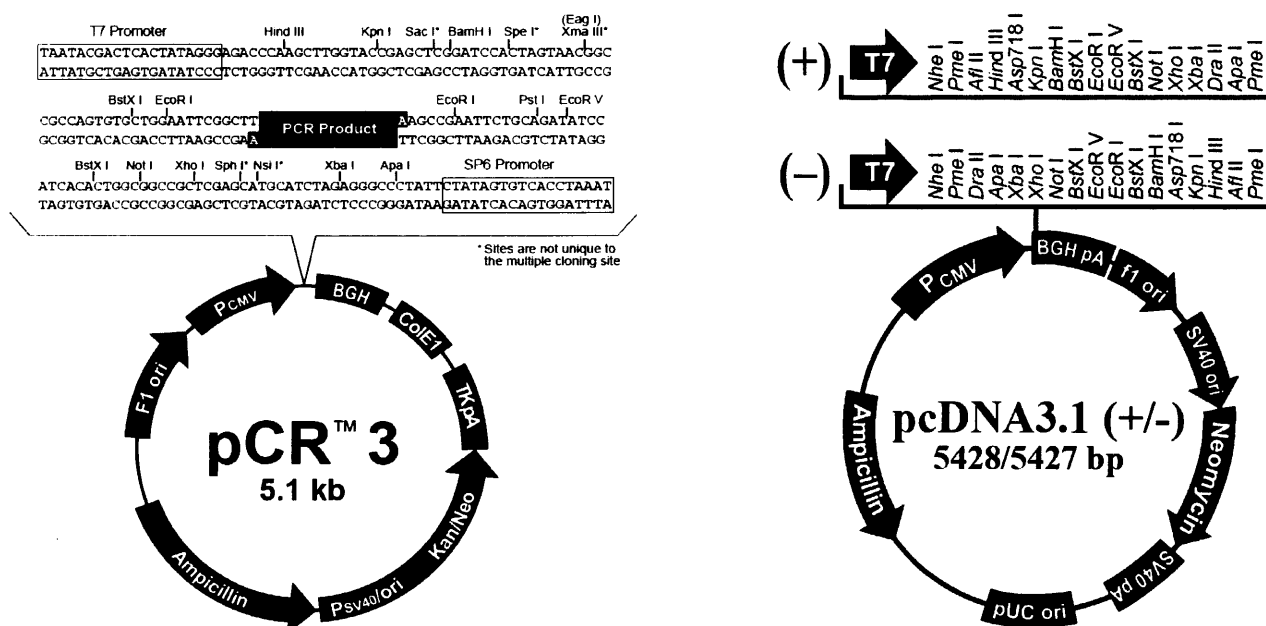 T7 Promoter
Hind III
Kpn I
Sac I*
BamH I
Spe I*
(Eag I)
Xma III*
TAATACGACTCACTATAGGGAGACCCAAGCTTGGTACCGAGCTCGGATCCACTAGTAACGGC
ATTATGCTGAGTGATATCCCTCTGGGTTCGAACCATGGCTCGAGCCTAGGTGATCATTGCCG
BstX I
EcoR I
EcoR I
Pst I
EcoR V
CGCCAGTGTGCTGGAATTCGGCTT PCR Product AAGCCGAATTCTGCAGATATCC
GCGGTCACACGACCTTAAGCCGAA TTCGGCTTAAGACGTCTATAGG
BstX I
Not I
Xho I
Sph I*
Nsi I*
Xba I
Apa I
SP6 Promoter
ATCACACTGGCGGCCGCTCGAGCATGCATCTAGAGGGCCCTATTCTATAGTGTCACCTAAAT
TAGTGTGACCGCCGGCGAGCTCGTACGTAGATCTCCCGGGATAAGATATCACAGTGGATTTA
* Sites are not unique to
the multiple cloning site
PCMV
BGH
ColE1
TKpA
Kan/Neo
PSV40/ori
Ampicillin
F1 ori
pCR™ 3
5.1 kb
(+)
T7
Nhe I
Pme I
Afl II
Hind III
Asp718 I
Kpn I
BamH I
BstX I
EcoR I
EcoR V
BstX I
Not I
Xho I
Xba I
Dra II
Apa I
Pme I
(–)
T7
Nhe I
Pme I
Dra II
Apa I
Xba I
Xho I
Not I
BstX I
EcoR V
EcoR I
BstX I
BamH I
Asp718 I
Kpn I
Hind III
Afl II
Pme I
PCMV
BGH pA
f1 ori
SV40 ori
Neomycin
SV40 pA
pUC ori
Ampicillin
pcDNA3.1 (+/-)
5428/5427 bp